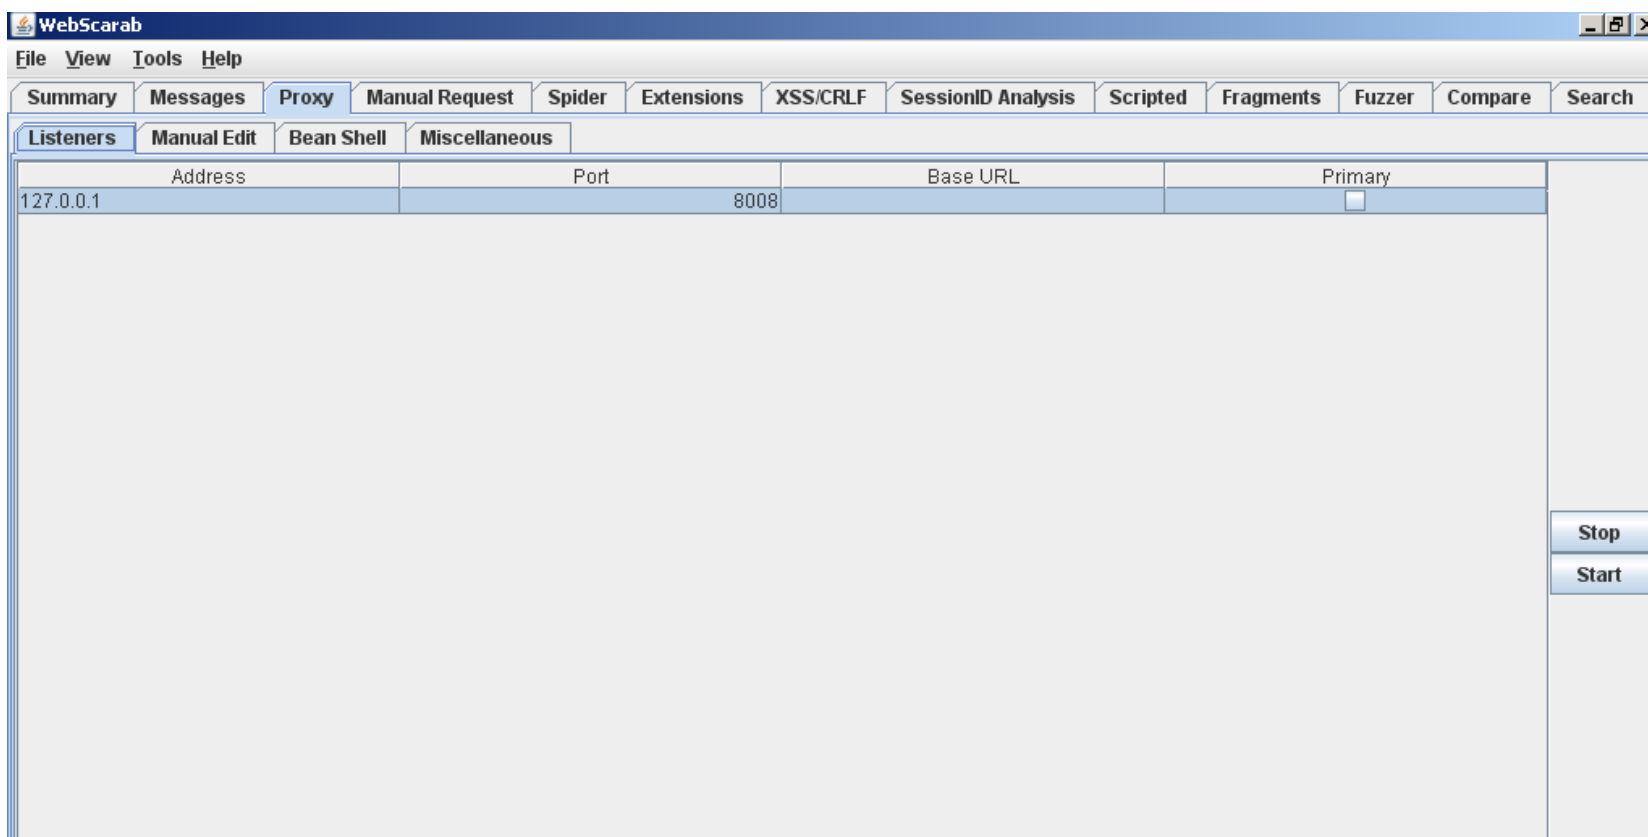 WebScarab
File View Tools Help
Summary Messages Proxy Manual Request Spider Extensions XSS/CRLF SessionID Analysis Scripted Fragments Fuzzer Compare Search
Listeners Manual Edit Bean Shell Miscellaneous
Address Port Base URL Primary
127.0.0.1 8008
Stop
Start